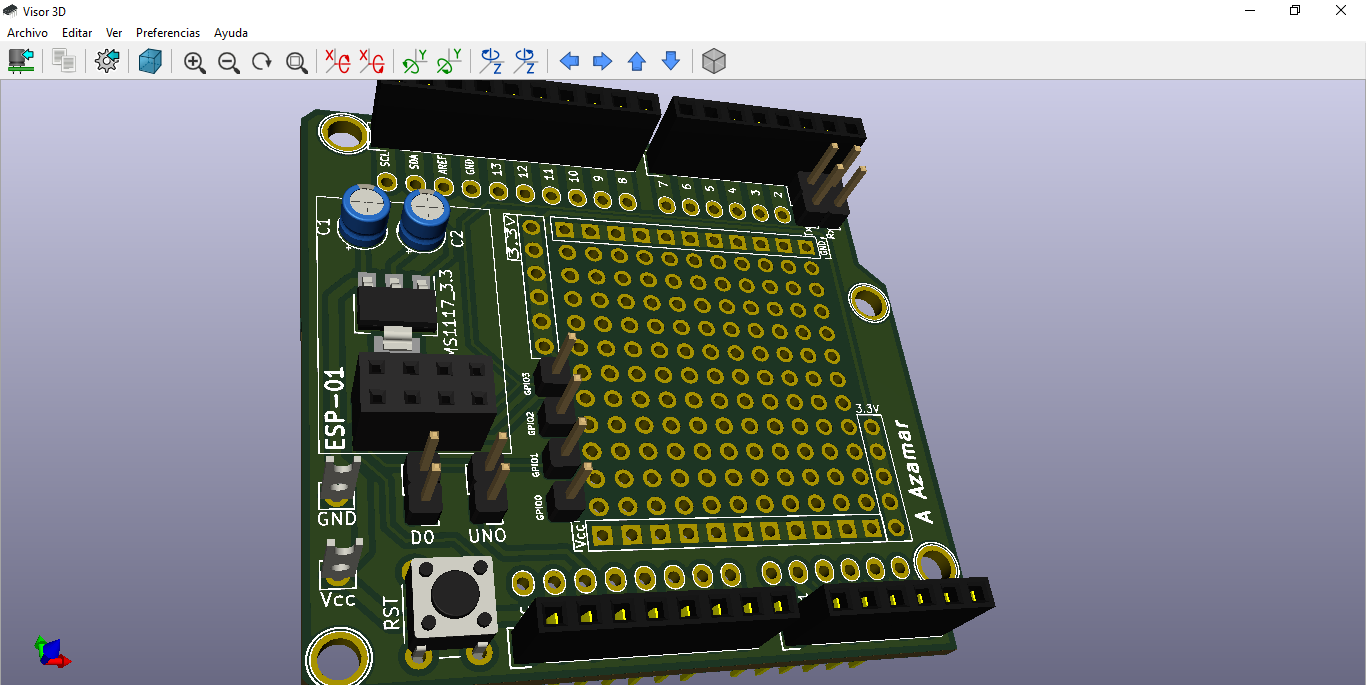 Visor 3D
Archivo Editar Ver Preferencias Ayuda
X X Y Y Z Z
SCL SDA AREF GND 13 12 11 10 9 8 7 6 5 4 3 2
C1
C2
3.3V
GND
MS1117_3.3
ESP-01
GPIO3
GPIO2
GPIO1
GPIO0
3.3V
A Azamar
GND
DO
UNO
Vcc
Vcc
RST